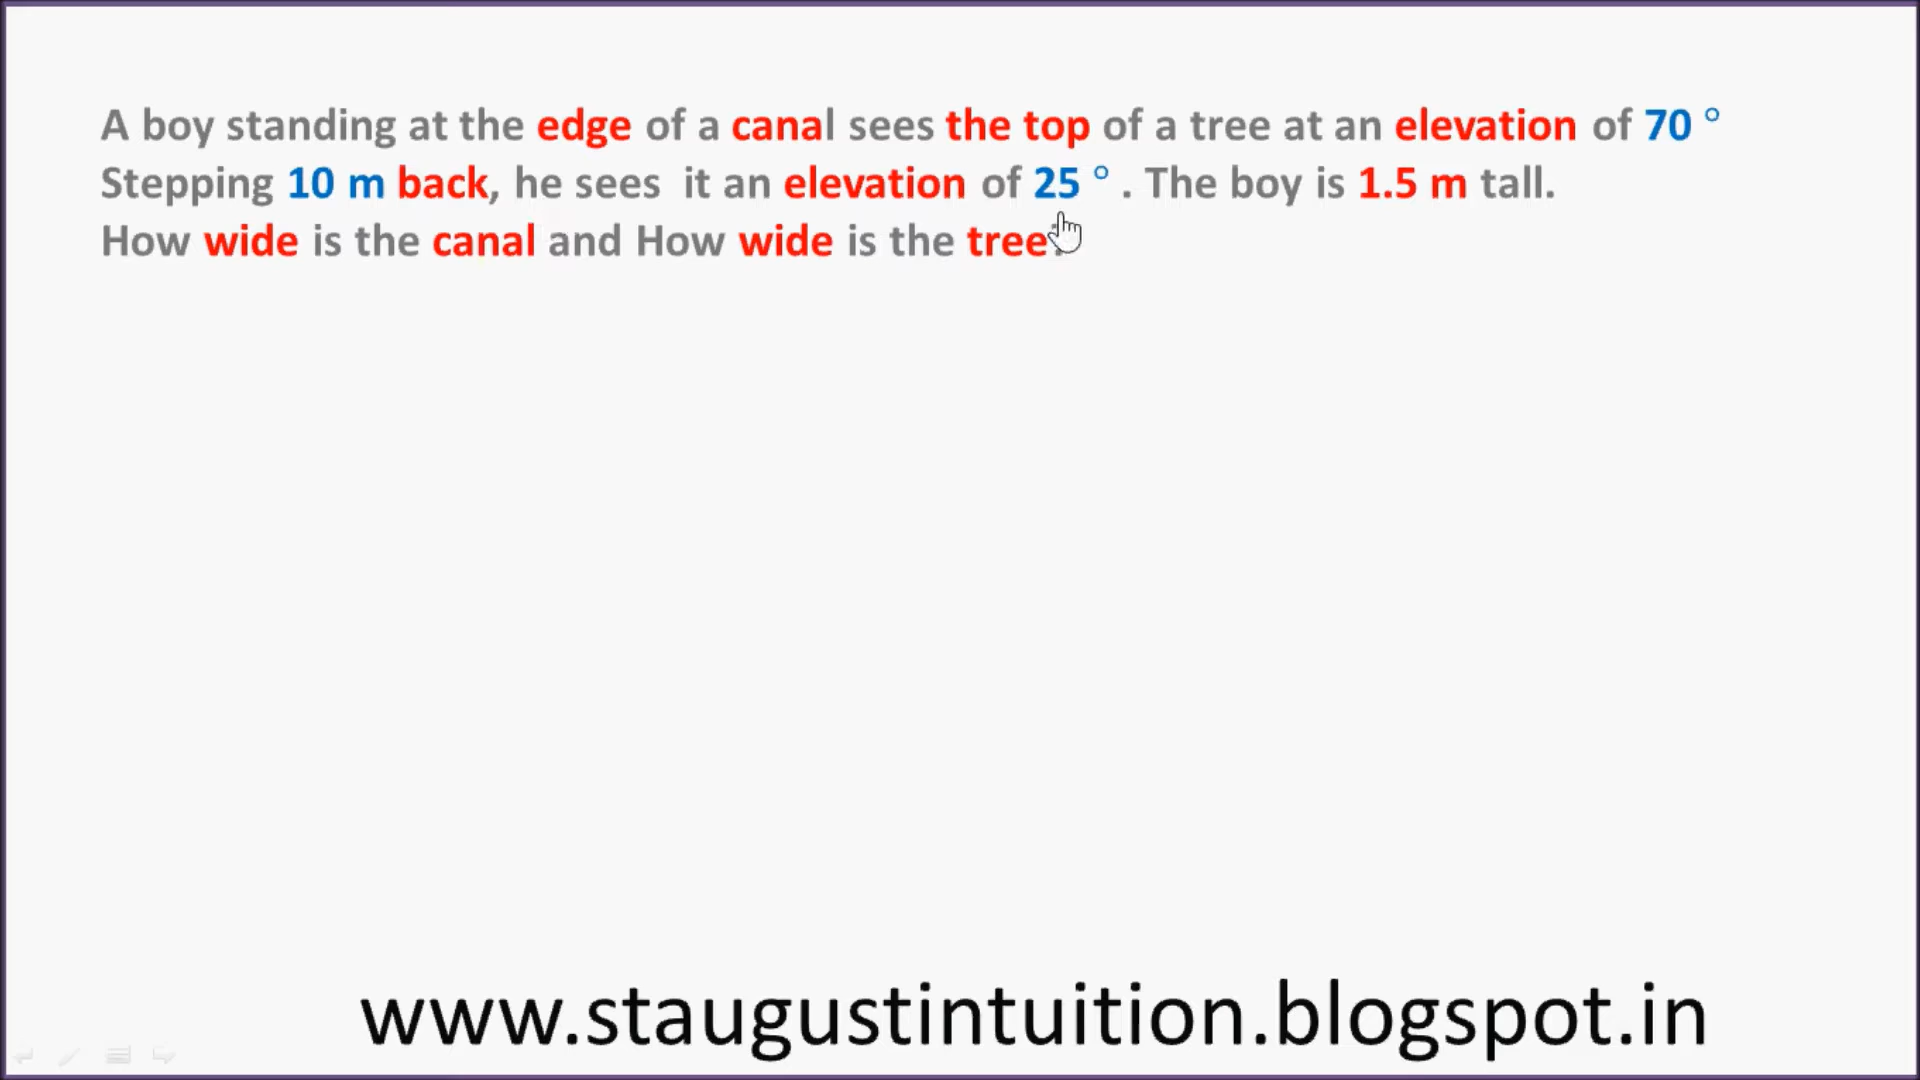 A boy standing at the edge of a canal sees the top of a tree at an elevation of 70 °
Stepping 10 m back, he sees it an elevation of 25 ° . The boy is 1.5 m tall.
How wide is the canal and How wide is the tree
www.staugustintuition.blogspot.in